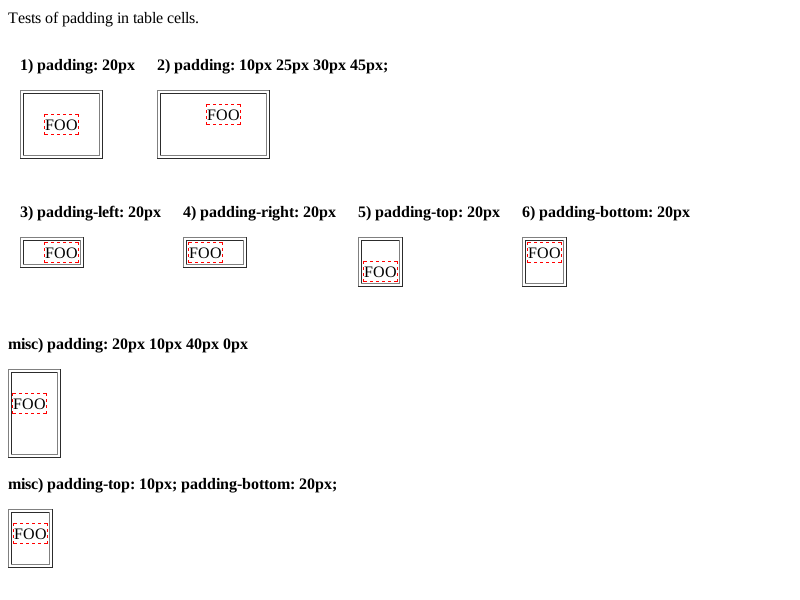 Tests of padding in table cells.
1) padding: 20px 2) padding: 10px 25px 30px 45px;
FOO FOO
3) padding-left: 20px 4) padding-right: 20px 5) padding-top: 20px 6) padding-bottom: 20px
FOO FOO FOO FOO
misc) padding: 20px 10px 40px 0px
FOO
misc) padding-top: 10px; padding-bottom: 20px;
FOO